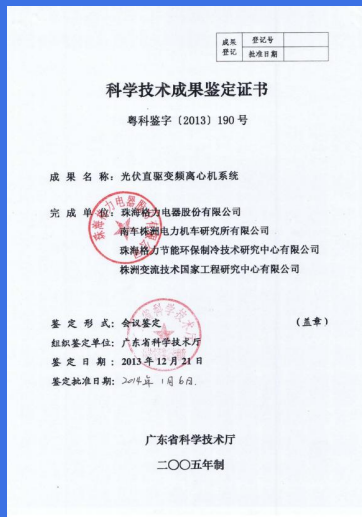 成果登记 登记号
批准日期
科学技术成果鉴定证书
粤科鉴字〔2013〕190号
成果名称：光伏直驱变频离心机系统
完成单位：珠海格力电器股份有限公司
南车株洲电力机车研究所有限公司
珠海格力节能环保制冷技术研究中心有限公司
株洲变流技术国家工程研究中心有限公司
鉴定形式：会议鉴定 （盖章）
组织鉴定单位：广东省科学技术厅
鉴定日期：2013年12月21日
鉴定批准日期：2014年1月6日.
广东省科学技术厅
二〇〇五年制